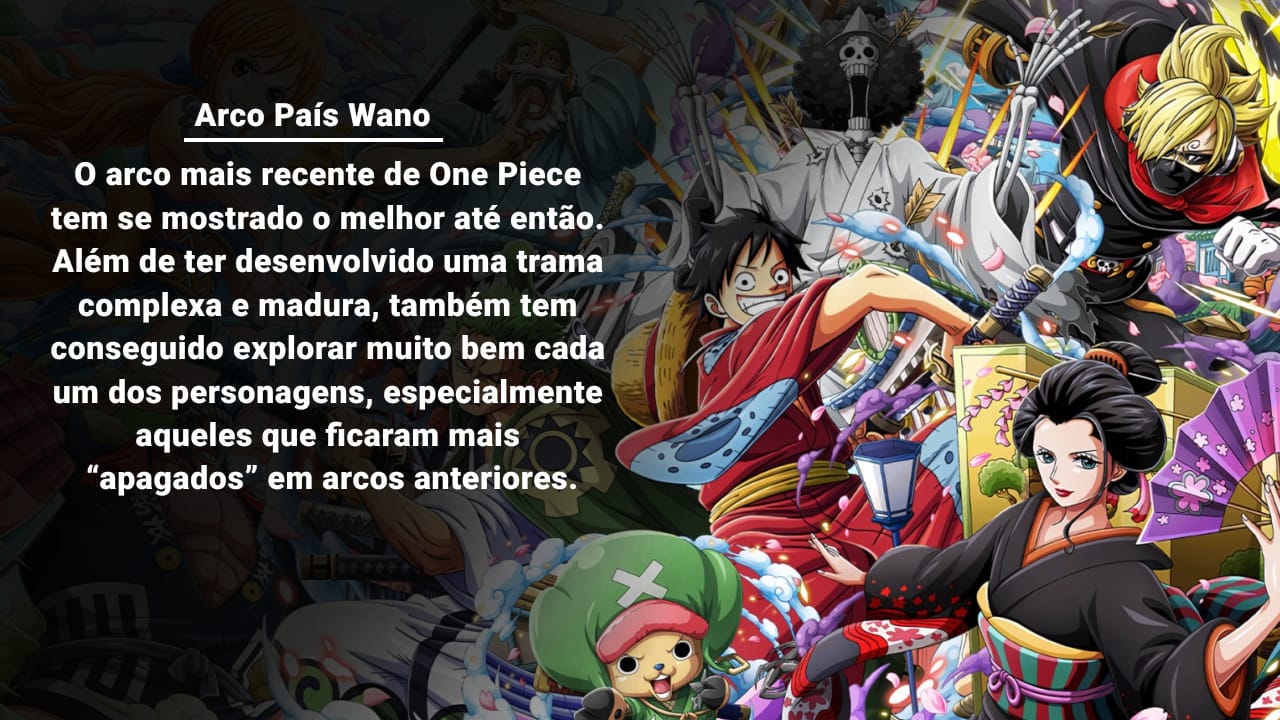 Arco País Wano
O arco mais recente de One Piece
tem se mostrado o melhor até então.
Além de ter desenvolvido uma trama
complexa e madura, também tem
conseguido explorar muito bem cada
um dos personagens, especialmente
aqueles que ficaram mais
“apagados” em arcos anteriores.